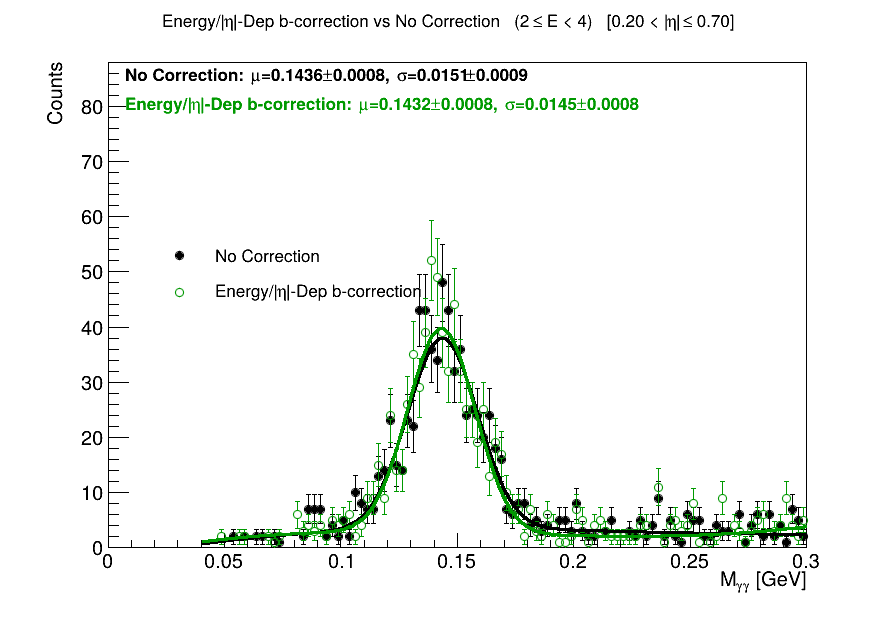 Energy/|η|-Dep b-correction vs No Correction (2 ≤ E < 4) [0.20 < |η| ≤ 0.70]
Counts
No Correction: μ=0.1436±0.0008, σ=0.0151±0.0009
Energy/|η|-Dep b-correction: μ=0.1432±0.0008, σ=0.0145±0.0008
80
70
60
50
40
30
20
10
0
No Correction
Energy/|η|-Dep b-correction
0 0.05 0.1 0.15 0.2 0.25 0.3
Mγγ [GeV]